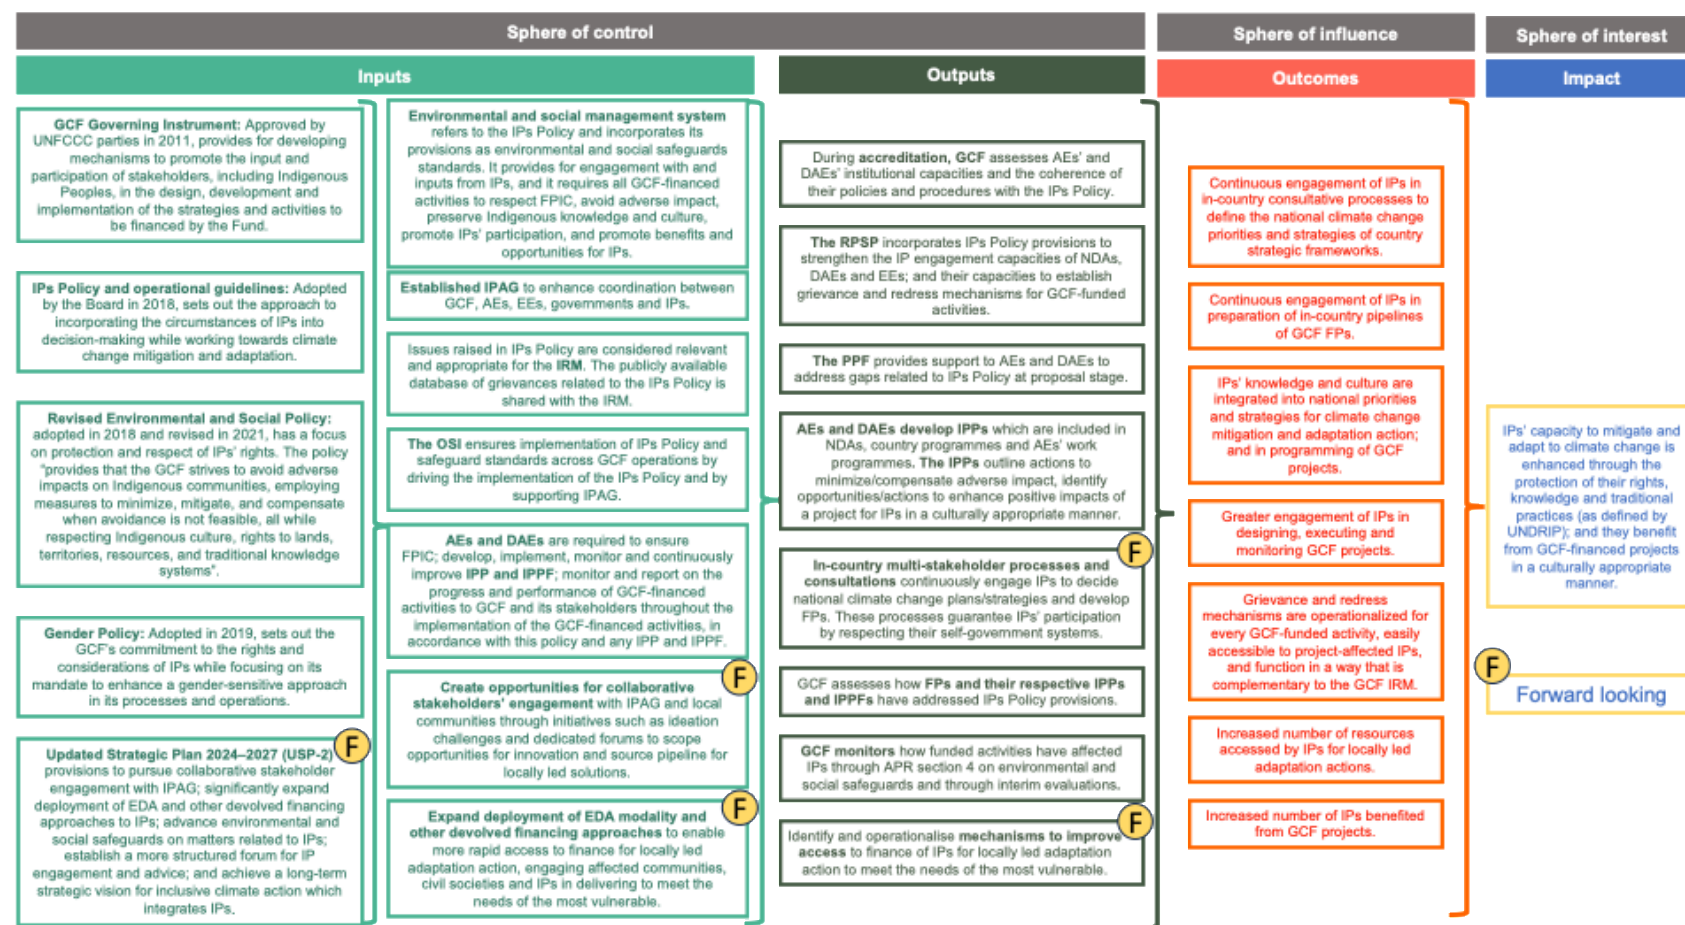 Sphere of control
Inputs
GCF Governing Instrument: Approved by
UNFCCC parties in 2011, provides for developing
mechanisms to promote the input and
participation of stakeholders, including Indigenous
Peoples, in the design, development and
implementation of the strategies and activities to
be financed by the Fund.
IPs Policy and operational guidelines: Adopted
by the Board in 2018, sets out the approach to
incorporating the circumstances of IPs into
decision-making while working towards climate
change mitigation and adaptation.
Revised Environmental and Social Policy:
adopted in 2018 and revised in 2021, has a focus
on protection and respect of IPs' rights. The policy
"provides that the GCF strives to avoid adverse
impacts on Indigenous communities, employing
measures to minimize, mitigate, and compensate
when avoidance is not feasible, all while
respecting Indigenous culture, rights to lands,
territories, resources, and traditional knowledge
systems".
Gender Policy: Adopted in 2019, sets out the
GCF's commitment to the rights and
considerations of IPs while focusing on its
mandate to enhance a gender-sensitive approach
in its processes and operations.
F
Updated Strategic Plan 2024–2027 (USP-2)
provisions to pursue collaborative stakeholder
engagement with IPAG; significantly expand
deployment of EDA and other devolved financing
approaches to IPs; advance environmental and
social safeguards on matters related to IPs;
establish a more structured forum for IP
engagement and advice; and achieve a long-term
strategic vision for inclusive climate action which
integrates IPs.
Environmental and social management system
refers to the IPs Policy and incorporates its
provisions as environmental and social safeguards
standards. It provides for engagement with and
inputs from IPs, and it requires all GCF-financed
activities to respect FPIC, avoid adverse impact,
preserve Indigenous knowledge and culture,
promote IPs' participation, and promote benefits and
opportunities for IPs.
Established IPAG to enhance coordination between
GCF, AEs, EEs, governments and IPs.
Issues raised in IPs Policy are considered relevant
and appropriate for the IRM. The publicly available
database of grievances related to the IPs Policy is
shared with the IRM.
The OSI ensures implementation of IPs Policy and
safeguard standards across GCF operations by
driving the implementation of the IPs Policy and by
supporting IPAG.
AEs and DAEs are required to ensure
FPIC; develop, implement, monitor and continuously
improve IPP and IPPF; monitor and report on the
progress and performance of GCF-financed
activities to GCF and its stakeholders throughout the
implementation of the GCF-financed activities, in
accordance with this policy and any IPP and IPPF.
F
Create opportunities for collaborative
stakeholders' engagement with IPAG and local
communities through initiatives such as ideation
challenges and dedicated forums to scope
opportunities for innovation and source pipeline for
locally led solutions.
F
Expand deployment of EDA modality and
other devolved financing approaches to enable
more rapid access to finance for locally led
adaptation action, engaging affected communities,
civil societies and IPs in delivering to meet the
needs of the most vulnerable.
Outputs
During accreditation, GCF assesses AEs' and
DAEs' institutional capacities and the coherence of
their policies and procedures with the IPs Policy.
The RPSP incorporates IPs Policy provisions to
strengthen the IP engagement capacities of NDAs,
DAEs and EEs; and their capacities to establish
grievance and redress mechanisms for GCF-funded
activities.
The PPF provides support to AEs and DAEs to
address gaps related to IPs Policy at proposal stage.
AEs and DAEs develop IPPs which are included in
NDAs, country programmes and AEs' work
programmes. The IPPs outline actions to
minimize/compensate adverse impact, identify
opportunities/actions to enhance positive impacts of
a project for IPs in a culturally appropriate manner.
F
In-country multi-stakeholder processes and
consultations continuously engage IPs to decide
national climate change plans/strategies and develop
FPs. These processes guarantee IPs' participation
by respecting their self-government systems.
GCF assesses how FPs and their respective IPPs
and IPPFs have addressed IPs Policy provisions.
GCF monitors how funded activities have affected
IPs through APR section 4 on environmental and
social safeguards and through interim evaluations.
F
Identify and operationalise mechanisms to improve
access to finance of IPs for locally led adaptation
action to meet the needs of the most vulnerable.
Sphere of influence
Outcomes
Continuous engagement of IPs in
in-country consultative processes to
define the national climate change
priorities and strategies of country
strategic frameworks.
Continuous engagement of IPs in
preparation of in-country pipelines
of GCF FPs.
IPs' knowledge and culture are
integrated into national priorities
and strategies for climate change
mitigation and adaptation action;
and in programming of GCF
projects.
Greater engagement of IPs in
designing, executing and
monitoring GCF projects.
Grievance and redress
mechanisms are operationalized for
every GCF-funded activity, easily
accessible to project-affected IPs,
and function in a way that is
complementary to the GCF IRM.
Increased number of resources
accessed by IPs for locally led
adaptation actions.
Increased number of IPs benefited
from GCF projects.
Sphere of interest
Impact
IPs' capacity to mitigate and
adapt to climate change is
enhanced through the
protection of their rights,
knowledge and traditional
practices (as defined by
UNDRIP); and they benefit
from GCF-financed projects
in a culturally appropriate
manner.
F
Forward looking